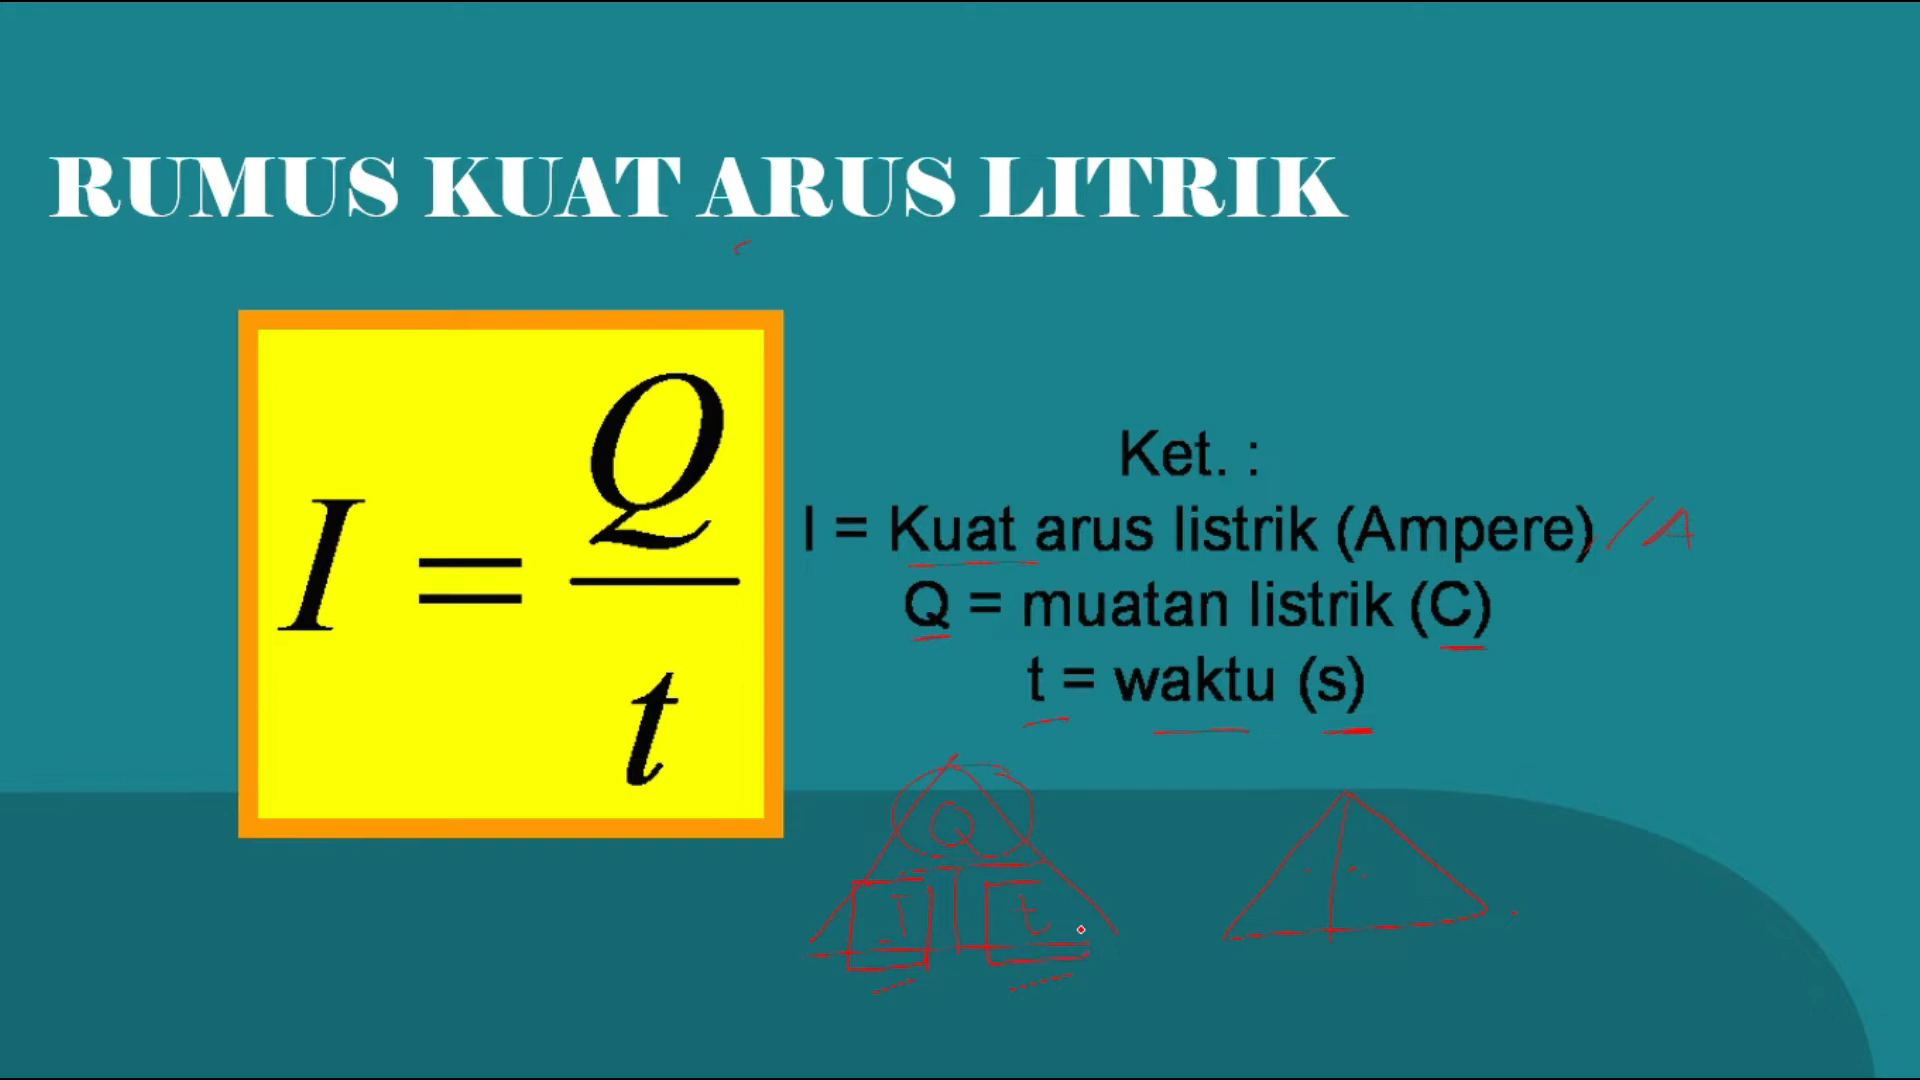 RUMUS KUAT ARUS LITRIK
I = Q
t
Ket. :
I = Kuat arus listrik (Ampere) / A
Q = muatan listrik (C)
t = waktu (s)
Q
I t